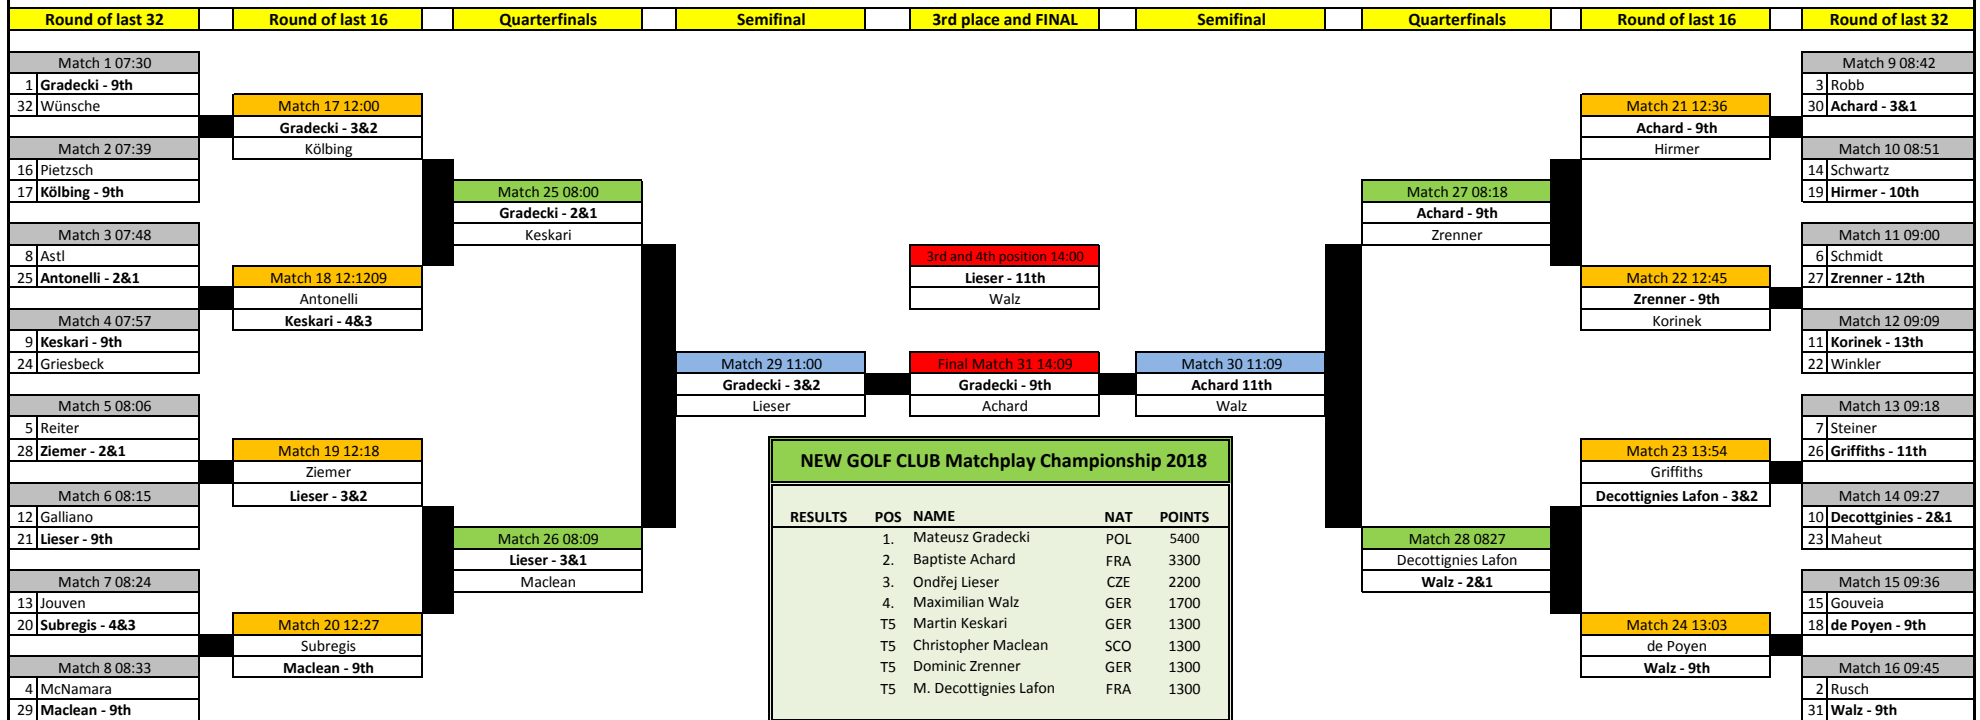 Round of last 32
Round of last 16
Quarterfinals
Semifinal
3rd place and FINAL
Semifinal
Quarterfinals
Round of last 16
Round of last 32
Match 1 07:30
1 Gradecki - 9th
32 Wünsche
Match 2 07:39
16 Pietzsch
17 Kölbing - 9th
Match 3 07:48
8 Astl
25 Antonelli - 2&1
Match 4 07:57
9 Keskari - 9th
24 Griesbeck
Match 5 08:06
5 Reiter
28 Ziemer - 2&1
Match 6 08:15
12 Galliano
21 Lieser - 9th
Match 7 08:24
13 Jouven
20 Subregis - 4&3
Match 8 08:33
4 McNamara
29 Maclean - 9th
Match 17 12:00
Gradecki - 3&2
Kölbing
Match 18 12:1209
Antonelli
Keskari - 4&3
Match 19 12:18
Ziemer
Lieser - 3&2
Match 20 12:27
Subregis
Maclean - 9th
Match 25 08:00
Gradecki - 2&1
Keskari
Match 26 08:09
Lieser - 3&1
Maclean
Match 29 11:00
Gradecki - 3&2
Lieser
3rd and 4th position 14:00
Lieser - 11th
Walz
Final Match 31 14:09
Gradecki - 9th
Achard
NEW GOLF CLUB Matchplay Championship 2018
RESULTS POS NAME NAT POINTS
1. Mateusz Gradecki POL 5400
2. Baptiste Achard FRA 3300
3. Ondřej Lieser CZE 2200
4. Maximilian Walz GER 1700
T5 Martin Keskari GER 1300
T5 Christopher Maclean SCO 1300
T5 Dominic Zrenner GER 1300
T5 M. Decottignies Lafon FRA 1300
Match 30 11:09
Achard 11th
Walz
Match 27 08:18
Achard - 9th
Zrenner
Match 28 0827
Decottignies Lafon
Walz - 2&1
Match 21 12:36
Achard - 9th
Hirmer
Match 22 12:45
Zrenner - 9th
Korinek
Match 23 13:54
Griffiths
Decottignies Lafon - 3&2
Match 24 13:03
de Poyen
Walz - 9th
Match 9 08:42
3 Robb
30 Achard - 3&1
Match 10 08:51
14 Schwartz
19 Hirmer - 10th
Match 11 09:00
6 Schmidt
27 Zrenner - 12th
Match 12 09:09
11 Korinek - 13th
22 Winkler
Match 13 09:18
7 Steiner
26 Griffiths - 11th
Match 14 09:27
10 Decottginies - 2&1
23 Maheut
Match 15 09:36
15 Gouveia
18 de Poyen - 9th
Match 16 09:45
2 Rusch
31 Walz - 9th